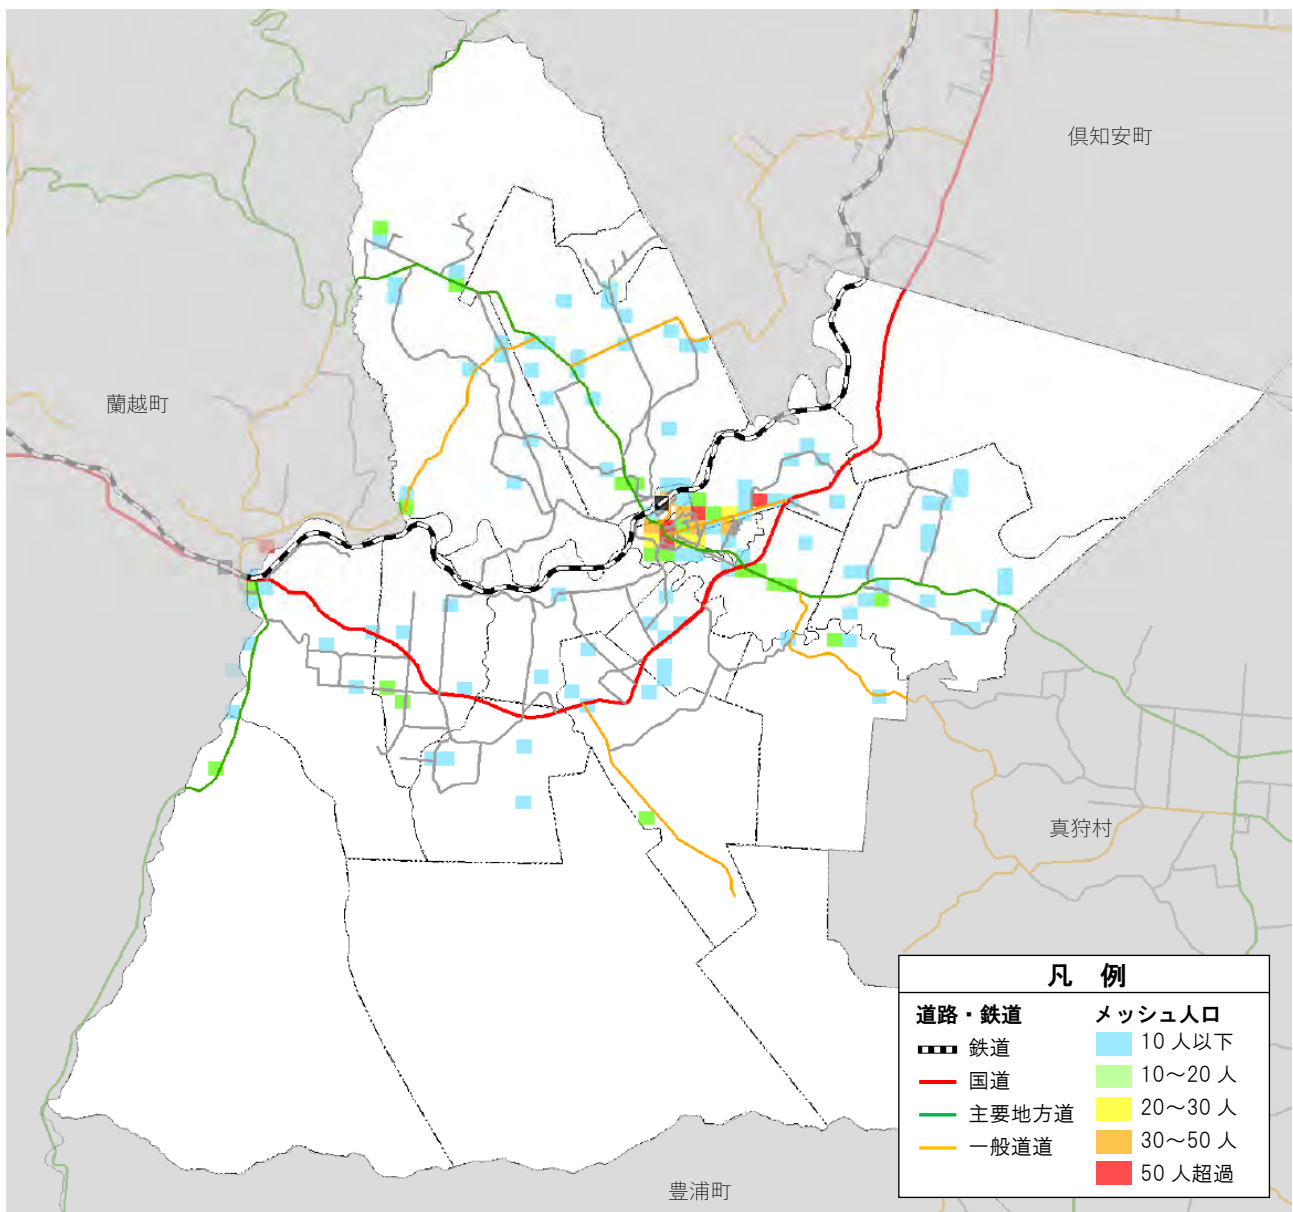 倶知安町
蘭越町
真狩村
豊浦町
凡 例
道路・鉄道
鉄道
国道
主要地方道
一般道道
メッシュ人口
10 人以下
10～20 人
20～30 人
30～50 人
50 人超過